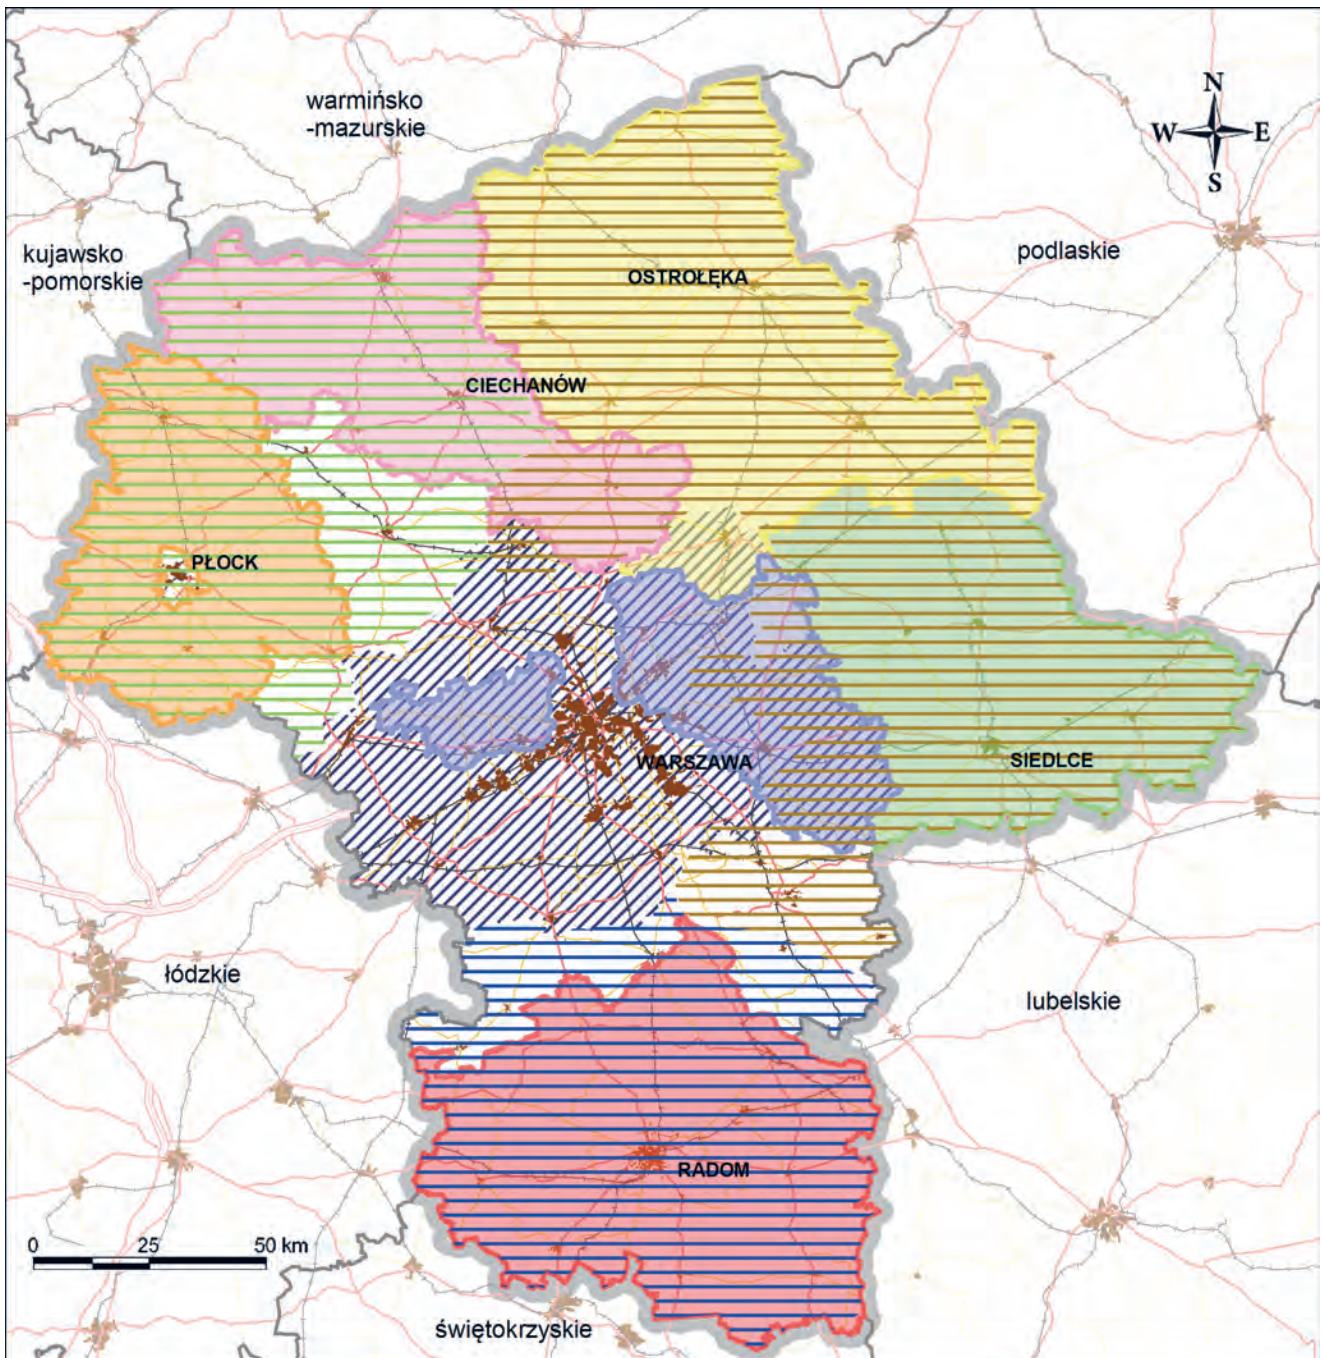 N
W E
S
warmińsko
-mazurskie
kujawsko
-pomorskie
podlaskie
OSTROŁĘKA
CIECHANÓW
PŁOCK
WARSZAWA
SIEDLCE
łódzkie
lubelskie
RADOM
0 25 50 km
świętokrzyskie